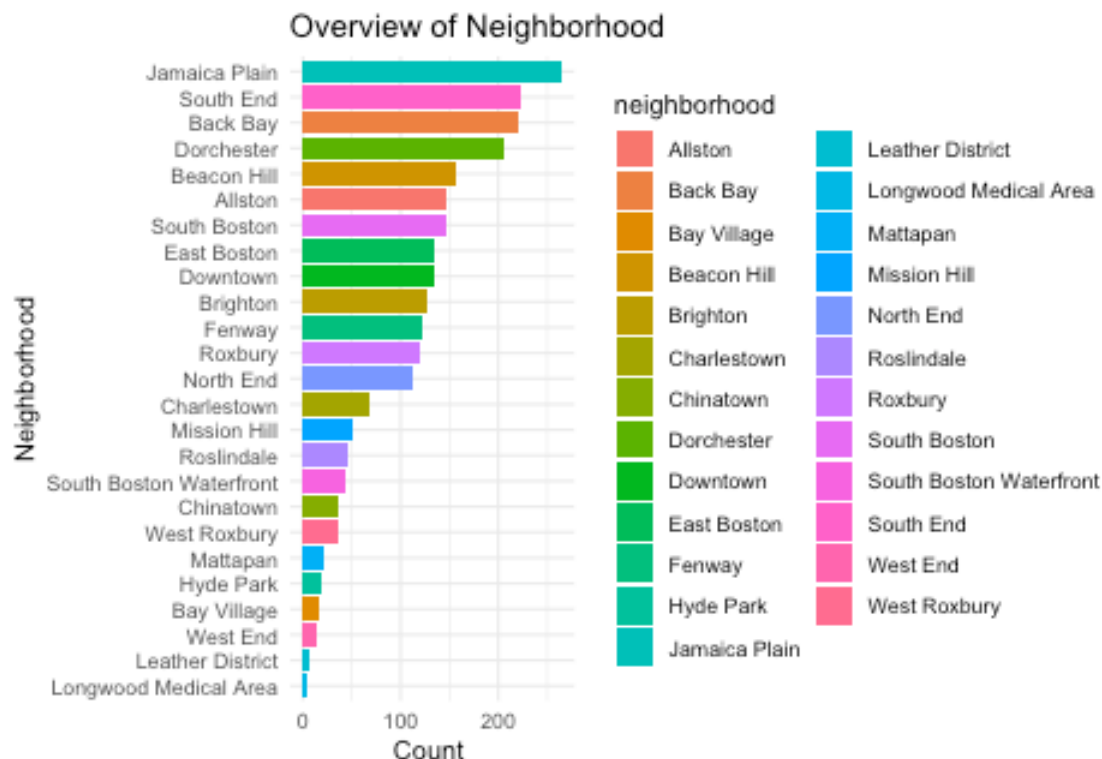 Overview of Neighborhood
Neighborhood
Jamaica Plain
South End
Back Bay
Dorchester
Beacon Hill
Allston
South Boston
East Boston
Downtown
Brighton
Fenway
Roxbury
North End
Charlestown
Mission Hill
Roslindale
South Boston Waterfront
Chinatown
West Roxbury
Mattapan
Hyde Park
Bay Village
West End
Leather District
Longwood Medical Area
0 100 200
Count
neighborhood
Allston
Back Bay
Bay Village
Beacon Hill
Brighton
Charlestown
Chinatown
Dorchester
Downtown
East Boston
Fenway
Hyde Park
Jamaica Plain
Leather District
Longwood Medical Area
Mattapan
Mission Hill
North End
Roslindale
Roxbury
South Boston
South Boston Waterfront
South End
West End
West Roxbury